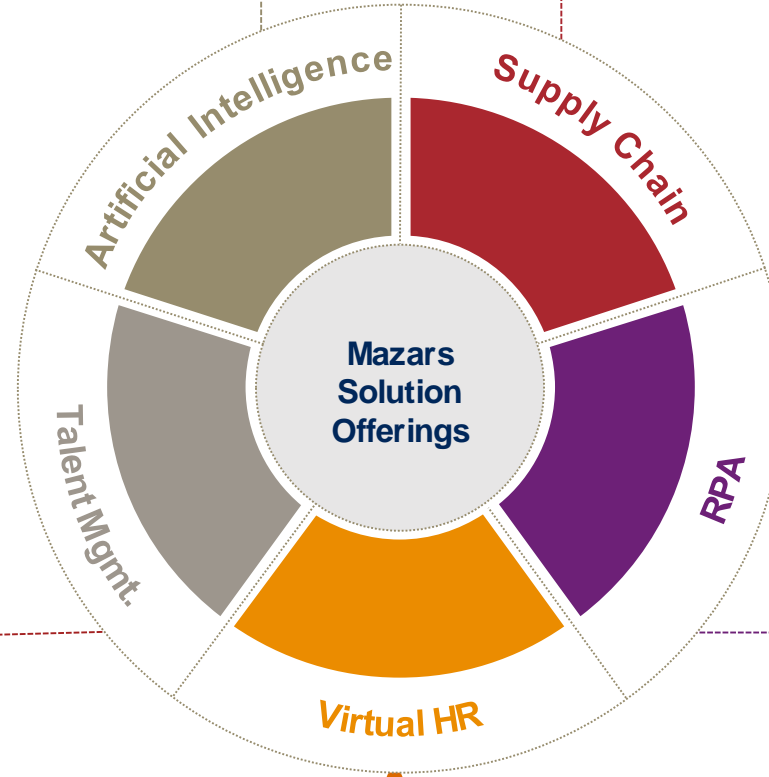 Artificial Intelligence
Supply Chain
Mazars
Solution
Offerings
Talent Mgmt.
RPA
Virtual HR